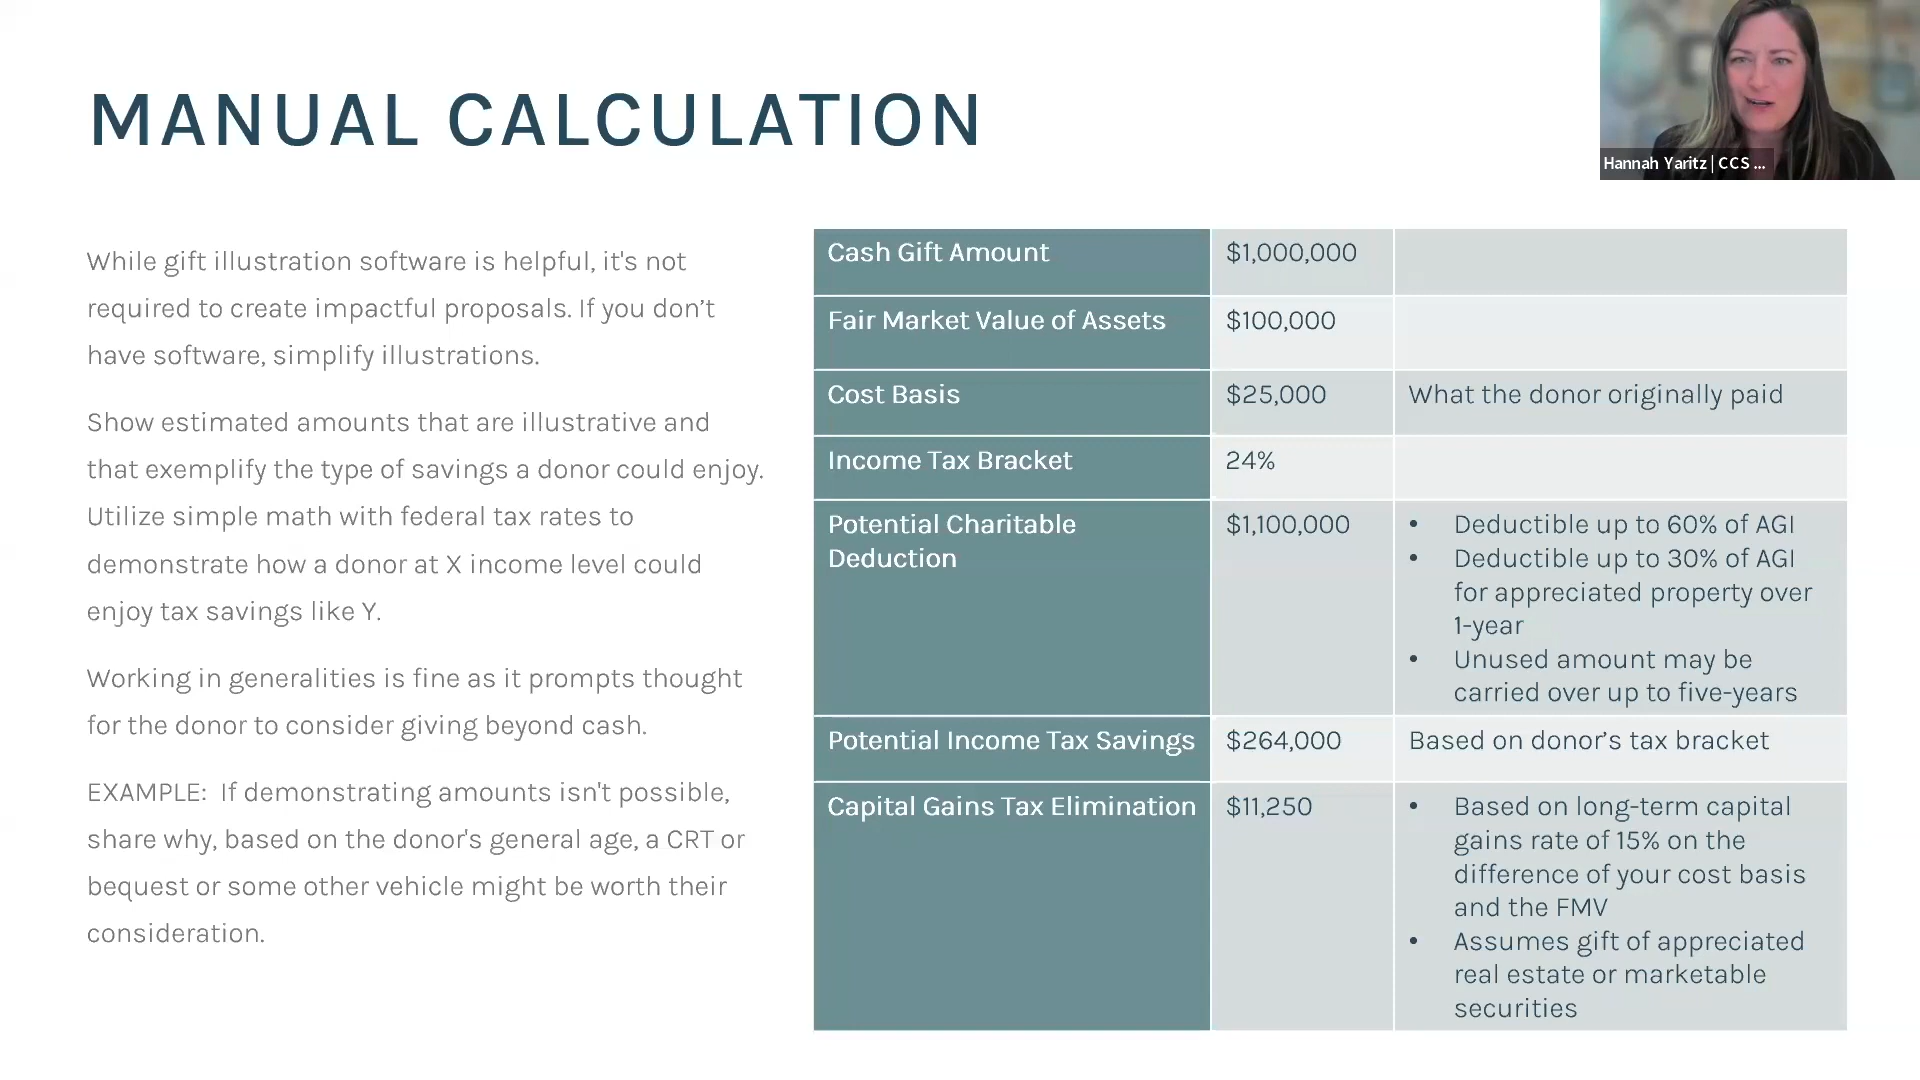 MANUAL CALCULATION
Hannah Yaritz | CCS ...
While gift illustration software is helpful, it's not
required to create impactful proposals. If you don’t
have software, simplify illustrations.
Show estimated amounts that are illustrative and
that exemplify the type of savings a donor could enjoy.
Utilize simple math with federal tax rates to
demonstrate how a donor at X income level could
enjoy tax savings like Y.
Working in generalities is fine as it prompts thought
for the donor to consider giving beyond cash.
EXAMPLE:  If demonstrating amounts isn't possible,
share why, based on the donor's general age, a CRT or
bequest or some other vehicle might be worth their
consideration.
Cash Gift Amount $1,000,000
Fair Market Value of Assets $100,000
Cost Basis $25,000 What the donor originally paid
Income Tax Bracket 24%
Potential Charitable
Deduction
$1,100,000
• Deductible up to 60% of AGI
• Deductible up to 30% of AGI
for appreciated property over
1-year
• Unused amount may be
carried over up to five-years
Potential Income Tax Savings $264,000 Based on donor’s tax bracket
Capital Gains Tax Elimination $11,250
• Based on long-term capital
gains rate of 15% on the
difference of your cost basis
and the FMV
• Assumes gift of appreciated
real estate or marketable
securities